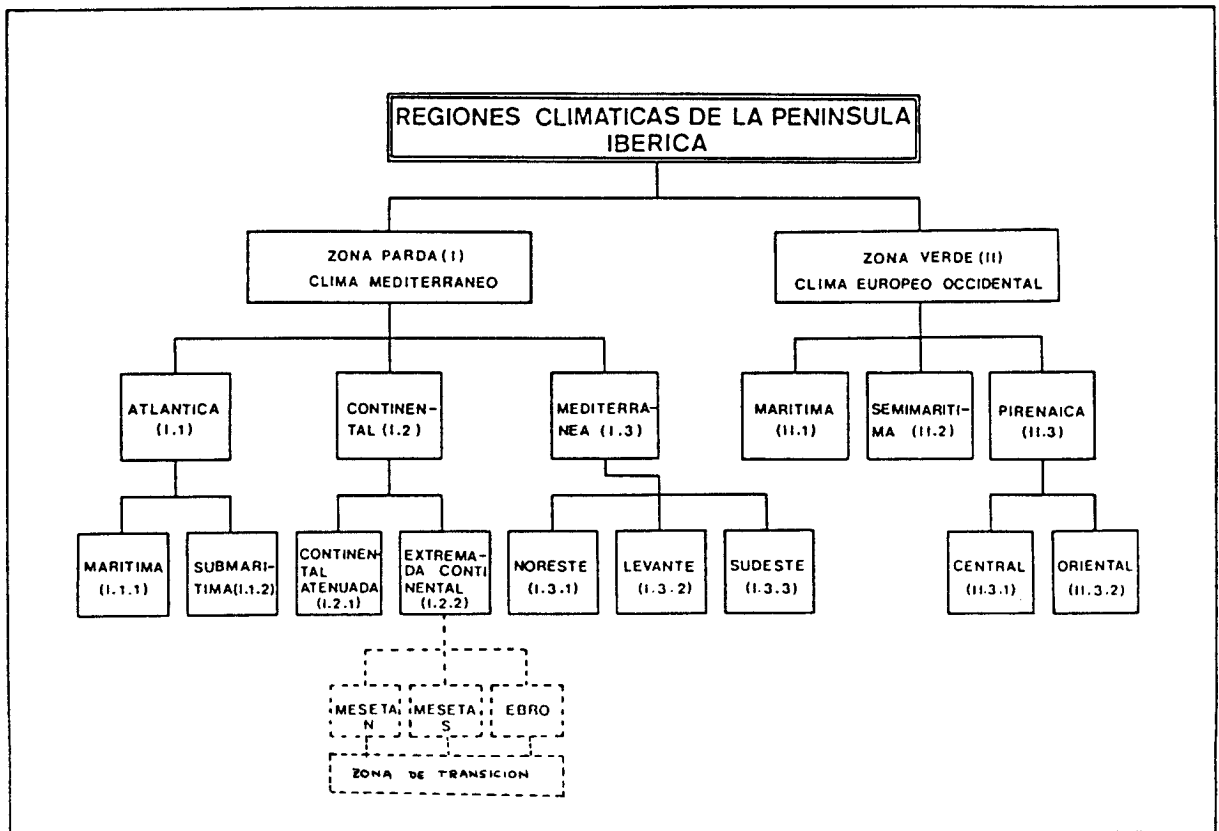 REGIONES CLIMATICAS DE LA PENINSULA
IBERICA
ZONA PARDA (I)
CLIMA MEDITERRANEO
ZONA VERDE (II)
CLIMA EUROPEO OCCIDENTAL
ATLANTICA
(I.1)
CONTINEN-
TAL (I.2)
MEDITERRA-
NEA (I.3)
MARITIMA
(II.1)
SEMIMARITI-
MA (II.2)
PIRENAICA
(II.3)
MARITIMA
(I.1.1)
SUBMARI-
TIMA(I.1.2)
CONTINEN-
TAL
ATENUADA
(I.2.1)
EXTREMA-
DA CONTI
NENTAL
(I.2.2)
NORESTE
(I.3.1)
LEVANTE
(I.3.2)
SUDESTE
(I.3.3)
CENTRAL
(II.3.1)
ORIENTAL
(II.3.2)
MESETA
N
MESETA
S
EBRO
ZONA DE TRANSICION